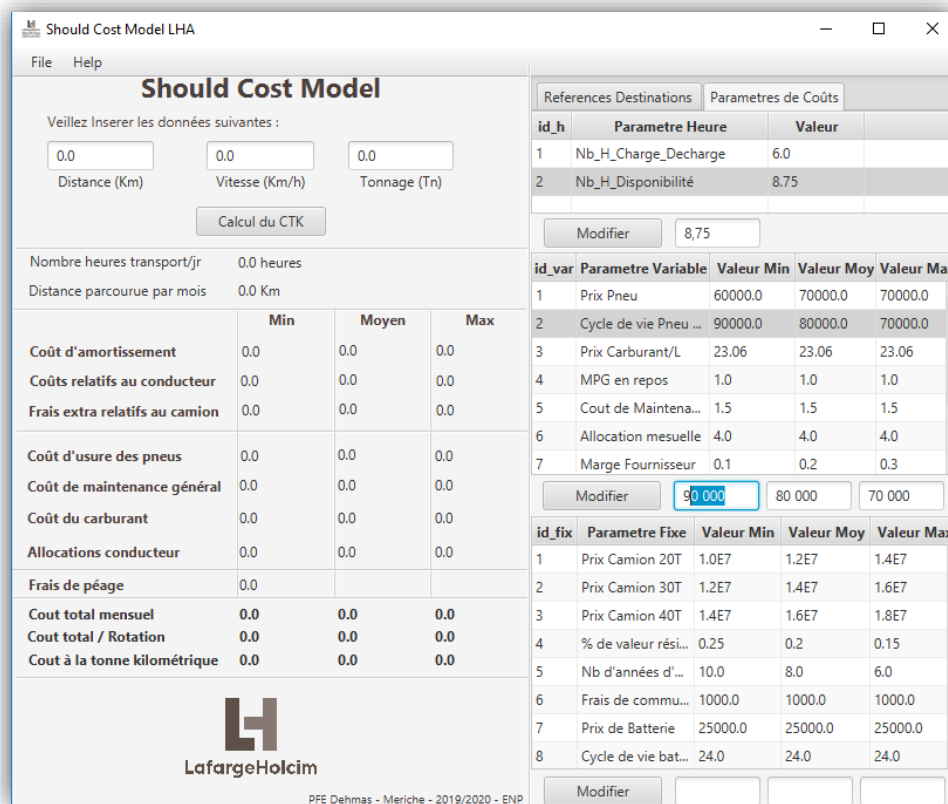 Should Cost Model LHA
File Help
Should Cost Model
Veillez Inserer les données suivantes :
0.0 0.0 0.0
Distance (Km) Vitesse (Km/h) Tonnage (Tn)
Calcul du CTK
Nombre heures transport/jr 0.0 heures
Distance parcourue par mois 0.0 Km
Min Moyen Max
Coût d'amortissement 0.0 0.0 0.0
Coûts relatifs au conducteur 0.0 0.0 0.0
Frais extra relatifs au camion 0.0 0.0 0.0
Coût d'usure des pneus 0.0 0.0 0.0
Coût de maintenance général 0.0 0.0 0.0
Coût du carburant 0.0 0.0 0.0
Allocations conducteur 0.0 0.0 0.0
Frais de péage 0.0
Cout total mensuel 0.0 0.0 0.0
Cout total / Rotation 0.0 0.0 0.0
Cout à la tonne kilométrique 0.0 0.0 0.0
LafargeHolcim
PFE Dehmas - Meriche - 2019/2020 - ENP
References Destinations Parametres de Coûts
id_h Parametre Heure Valeur
1 Nb_H_Charge_Decharge 6.0
2 Nb_H_Disponibilité 8.75
Modifier 8,75
id_var Parametre Variable Valeur Min Valeur Moy Valeur Ma
1 Prix Pneu 60000.0 70000.0 70000.0
2 Cycle de vie Pneu ... 90000.0 80000.0 70000.0
3 Prix Carburant/L 23.06 23.06 23.06
4 MPG en repos 1.0 1.0 1.0
5 Cout de Maintena... 1.5 1.5 1.5
6 Allocation mesuelle 4.0 4.0 4.0
7 Marge Fournisseur 0.1 0.2 0.3
Modifier 90 000 80 000 70 000
id_fix Parametre Fixe Valeur Min Valeur Moy Valeur Max
1 Prix Camion 20T 1.0E7 1.2E7 1.4E7
2 Prix Camion 30T 1.2E7 1.4E7 1.6E7
3 Prix Camion 40T 1.4E7 1.6E7 1.8E7
4 % de valeur rési... 0.25 0.2 0.15
5 Nb d'années d'... 10.0 8.0 6.0
6 Frais de commu... 1000.0 1000.0 1000.0
7 Prix de Batterie 25000.0 25000.0 25000.0
8 Cycle de vie bat... 24.0 24.0 24.0
Modifier